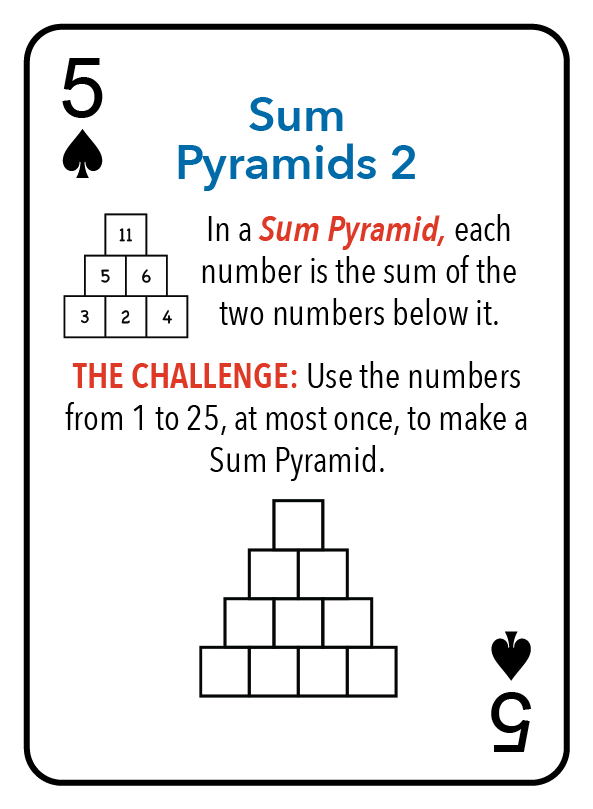 5
Sum
Pyramids 2
11
5 6
3 2 4
In a Sum Pyramid, each
number is the sum of the
two numbers below it.
THE CHALLENGE: Use the numbers
from 1 to 25, at most once, to make a
Sum Pyramid.
5